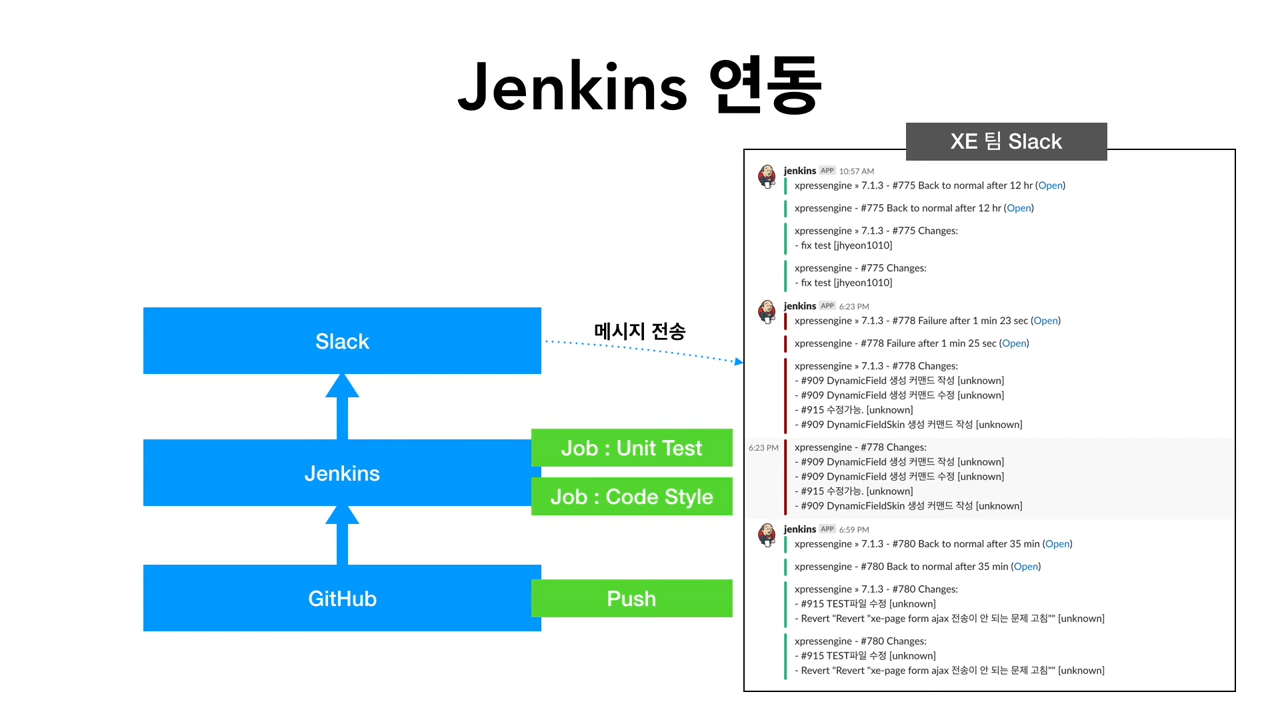 Jenkins 연동
XE 팀 Slack
jenkins APP 10:57 AM
xpressengine » 7.1.3 - #775 Back to normal after 12 hr (Open)
xpressengine - #775 Back to normal after 12 hr (Open)
xpressengine » 7.1.3 - #775 Changes:
- fix test [jhyeon1010]
xpressengine - #775 Changes:
- fix test [jhyeon1010]
jenkins APP 6:23 PM
xpressengine » 7.1.3 - #778 Failure after 1 min 23 sec (Open)
xpressengine - #778 Failure after 1 min 25 sec (Open)
xpressengine » 7.1.3 - #778 Changes:
- #909 DynamicField 생성 커맨드 작성 [unknown]
- #909 DynamicField 생성 커맨드 수정 [unknown]
- #915 수정가능. [unknown]
- #909 DynamicFieldSkin 생성 커맨드 작성 [unknown]
6:23 PM xpressengine - #778 Changes:
- #909 DynamicField 생성 커맨드 작성 [unknown]
- #909 DynamicField 생성 커맨드 수정 [unknown]
- #915 수정가능. [unknown]
- #909 DynamicFieldSkin 생성 커맨드 작성 [unknown]
jenkins APP 6:59 PM
xpressengine » 7.1.3 - #780 Back to normal after 35 min (Open)
xpressengine - #780 Back to normal after 35 min (Open)
xpressengine » 7.1.3 - #780 Changes:
- #915 TEST파일 수정 [unknown]
- Revert "Revert "xe-page form ajax 전송이 안 되는 문제 고침"" [unknown]
xpressengine - #780 Changes:
- #915 TEST파일 수정 [unknown]
- Revert "Revert "xe-page form ajax 전송이 안 되는 문제 고침"" [unknown]
Slack
메시지 전송
Jenkins
Job : Unit Test
Job : Code Style
GitHub
Push